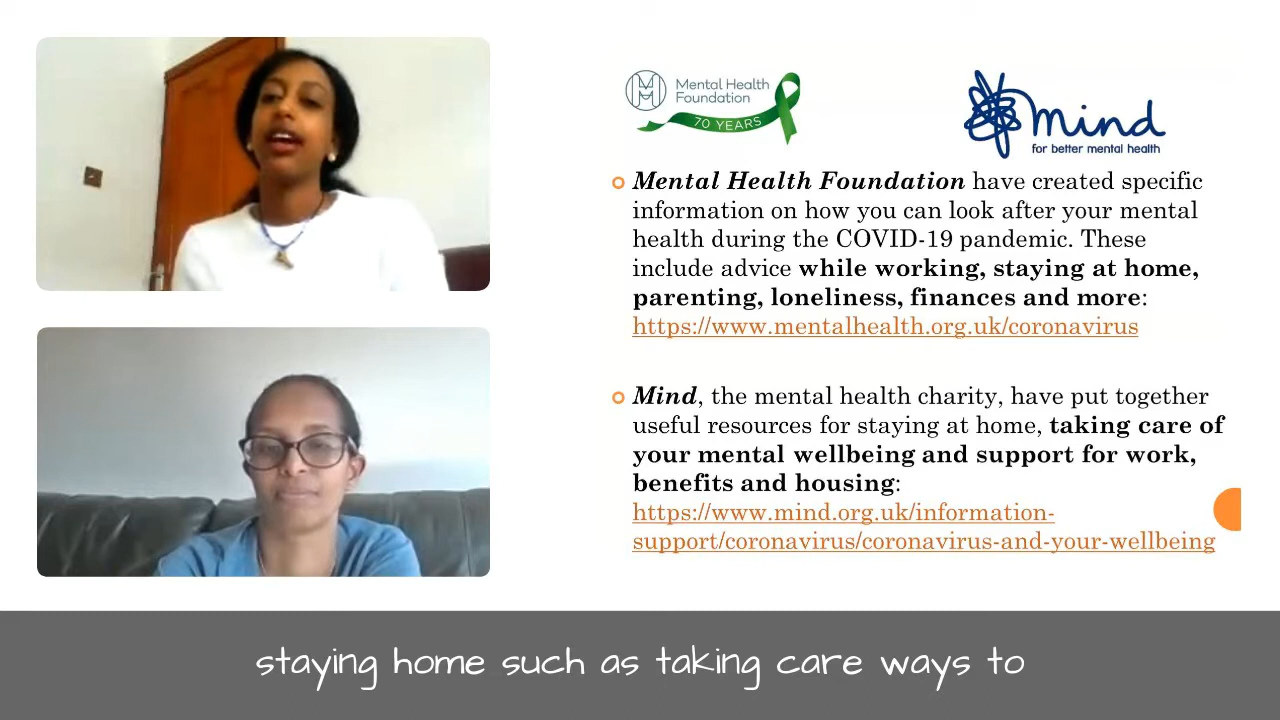 Mental Health
Foundation
70 YEARS
mind
for better mental health
Mental Health Foundation have created specific
information on how you can look after your mental
health during the COVID-19 pandemic. These
include advice while working, staying at home,
parenting, loneliness, finances and more:
https://www.mentalhealth.org.uk/coronavirus
Mind, the mental health charity, have put together
useful resources for staying at home, taking care of
your mental wellbeing and support for work,
benefits and housing:
https://www.mind.org.uk/information-
support/coronavirus/coronavirus-and-your-wellbeing
staying home such as taking care ways to